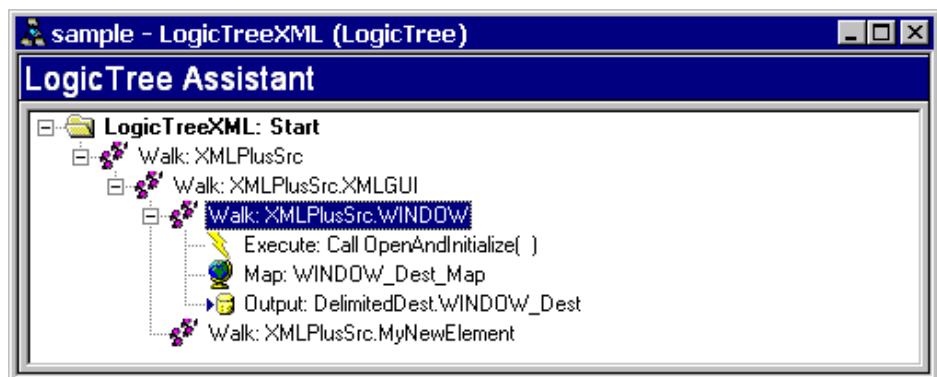 sample - LogicTreeXML (LogicTree)
LogicTree Assistant
LogicTreeXML: Start
Walk: XMLPlusSrc
Walk: XMLPlusSrc.XMLGUI
Walk: XMLPlusSrc.WINDOW
Execute: Call OpenAndInitialize( )
Map: WINDOW_Dest_Map
Output: DelimitedDest.WINDOW_Dest
Walk: XMLPlusSrc.MyNewElement